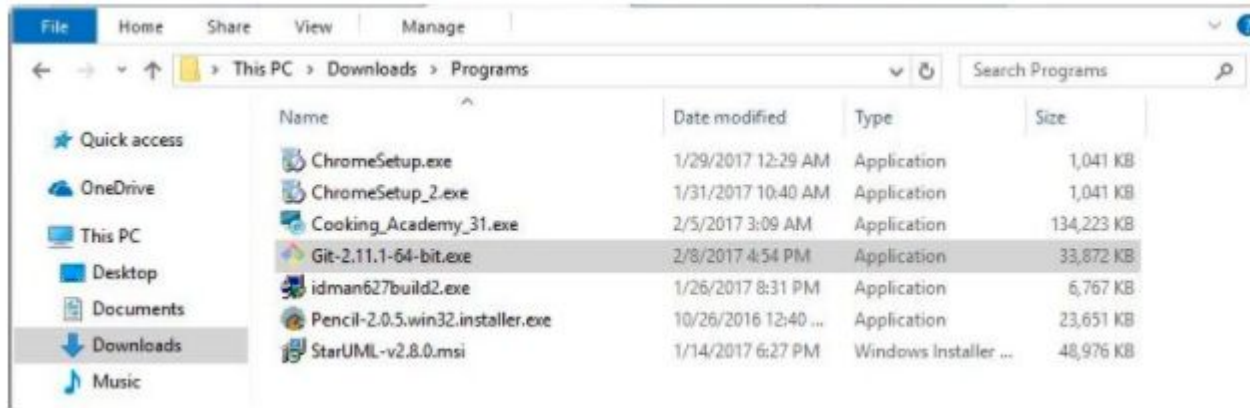 File Home Share View Manage
This PC > Downloads > Programs Search Programs
Name Date modified Type Size
Quick access
ChromeSetup.exe 1/29/2017 12:29 AM Application 1,041 KB
OneDrive
ChromeSetup_2.exe 1/31/2017 10:40 AM Application 1,041 KB
Cooking_Academy_31.exe 2/5/2017 3:09 AM Application 134,223 KB
This PC
Git-2.11.1-64-bit.exe 2/8/2017 4:54 PM Application 33,872 KB
Desktop
idman627build2.exe 1/26/2017 8:31 PM Application 6,767 KB
Documents
Pencil-2.0.5.win32.installer.exe 10/26/2016 12:40 ... Application 23,651 KB
Downloads
StarUML-v2.8.0.msi 1/14/2017 6:27 PM Windows Installer ... 48,976 KB
Music